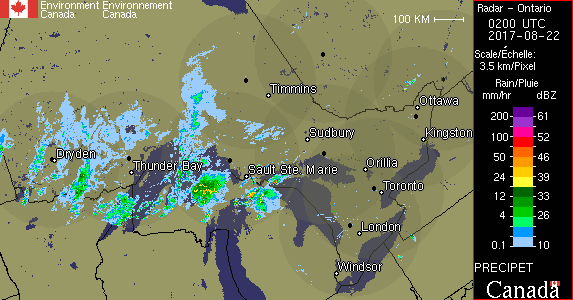 Environment Environnement
Canada Canada
100 KM
Timmins
Ottawa
Sudbury
Kingston
Dryden
Thunder Bay
Sault Ste. Marie
Orillia
Toronto
London
Windsor
Radar - Ontario
0200 UTC
2017-08-22
Scale/Échelle:
3.5 km/Pixel
Rain/Pluie
mm/hr dBZ
200 61
100 52
50 46
24 39
12 33
4 26
0.1 10
PRECIPET
Canada